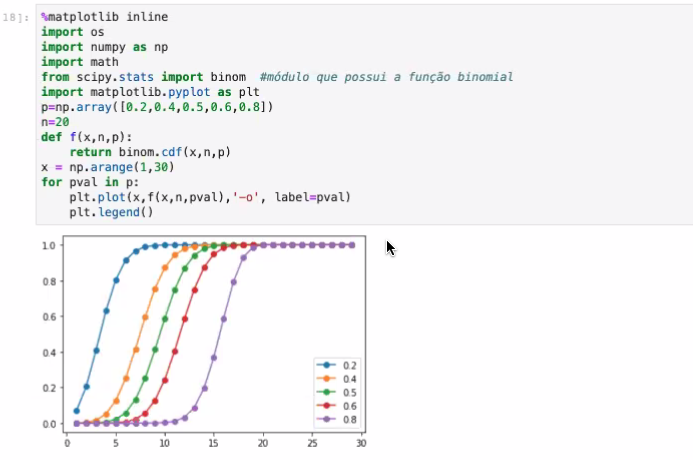 18]:
%matplotlib inline
import os
import numpy as np
import math
from scipy.stats import binom  #módulo que possui a função binomial
import matplotlib.pyplot as plt
p=np.array([0.2,0.4,0.5,0.6,0.8])
n=20
def f(x,n,p):
    return binom.cdf(x,n,p)
x = np.arange(1,30)
for pval in p:
    plt.plot(x,f(x,n,pval),'-o', label=pval)
    plt.legend()
1.0
0.8
0.6
0.4
0.2
0.0
0.2
0.4
0.5
0.6
0.8
0 5 10 15 20 25 30